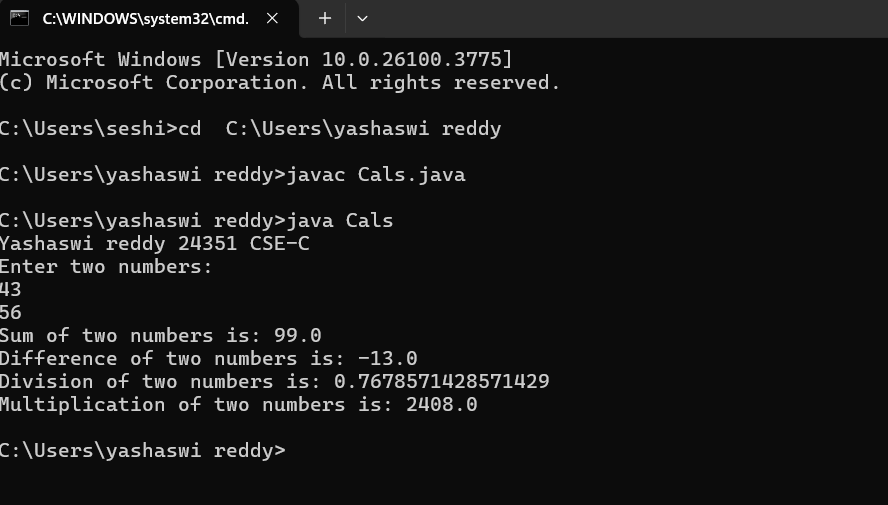 C:\WINDOWS\system32\cmd.
Microsoft Windows [Version 10.0.26100.3775]
(c) Microsoft Corporation. All rights reserved.
C:\Users\seshi>cd  C:\Users\yashaswi reddy
C:\Users\yashaswi reddy>javac Cals.java
C:\Users\yashaswi reddy>java Cals
Yashaswi reddy 24351 CSE-C
Enter two numbers:
43
56
Sum of two numbers is: 99.0
Difference of two numbers is: -13.0
Division of two numbers is: 0.7678571428571429
Multiplication of two numbers is: 2408.0
C:\Users\yashaswi reddy>